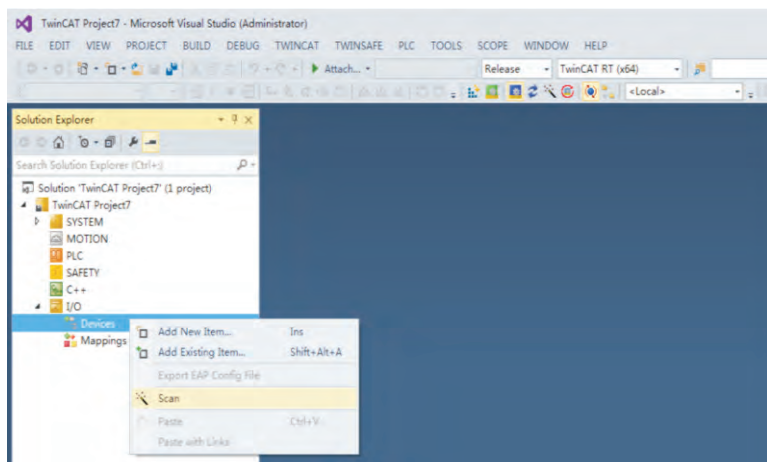 TwinCAT Project7 - Microsoft Visual Studio (Administrator)
FILE EDIT VIEW PROJECT BUILD DEBUG TWINCAT TWINSAFE PLC TOOLS SCOPE WINDOW HELP
Attach... Release TwinCAT RT (x64)
<Local>
Solution Explorer
Search Solution Explorer (Ctrl+;)
Solution 'TwinCAT Project7' (1 project)
TwinCAT Project7
SYSTEM
MOTION
PLC
SAFETY
C++
I/O
Devices
Mappings
Add New Item... Ins
Add Existing Item... Shift+Alt+A
Export EAP Config File
Scan
Paste Ctrl+V
Paste with Links